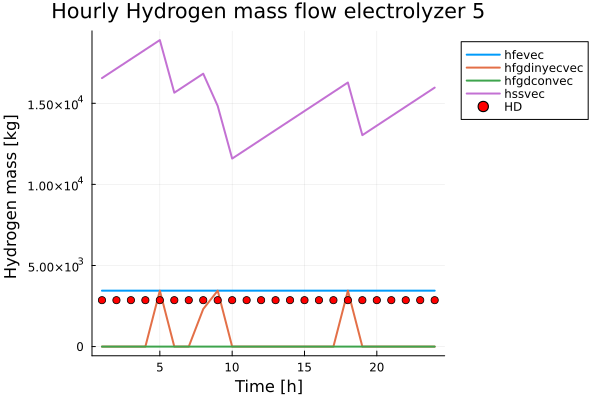 Hourly Hydrogen mass flow electrolyzer 5
Hydrogen mass [kg]
1.50×10⁴
1.00×10⁴
5.00×10³
0
5
10
15
20
Time [h]
hfevec
hfgdinyecvec
hfgdconvec
hssvec
HD